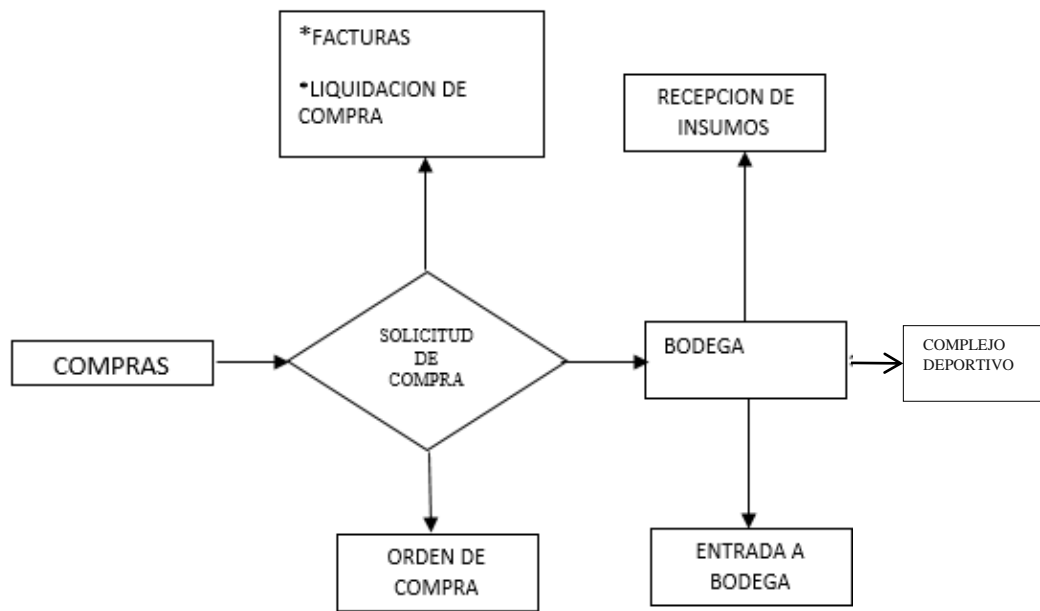 *FACTURAS
*LIQUIDACION DE
COMPRA
RECEPCION DE
INSUMOS
COMPRAS
SOLICITUD
DE
COMPRA
BODEGA
COMPLEJO
DEPORTIVO
ORDEN DE
COMPRA
ENTRADA A
BODEGA